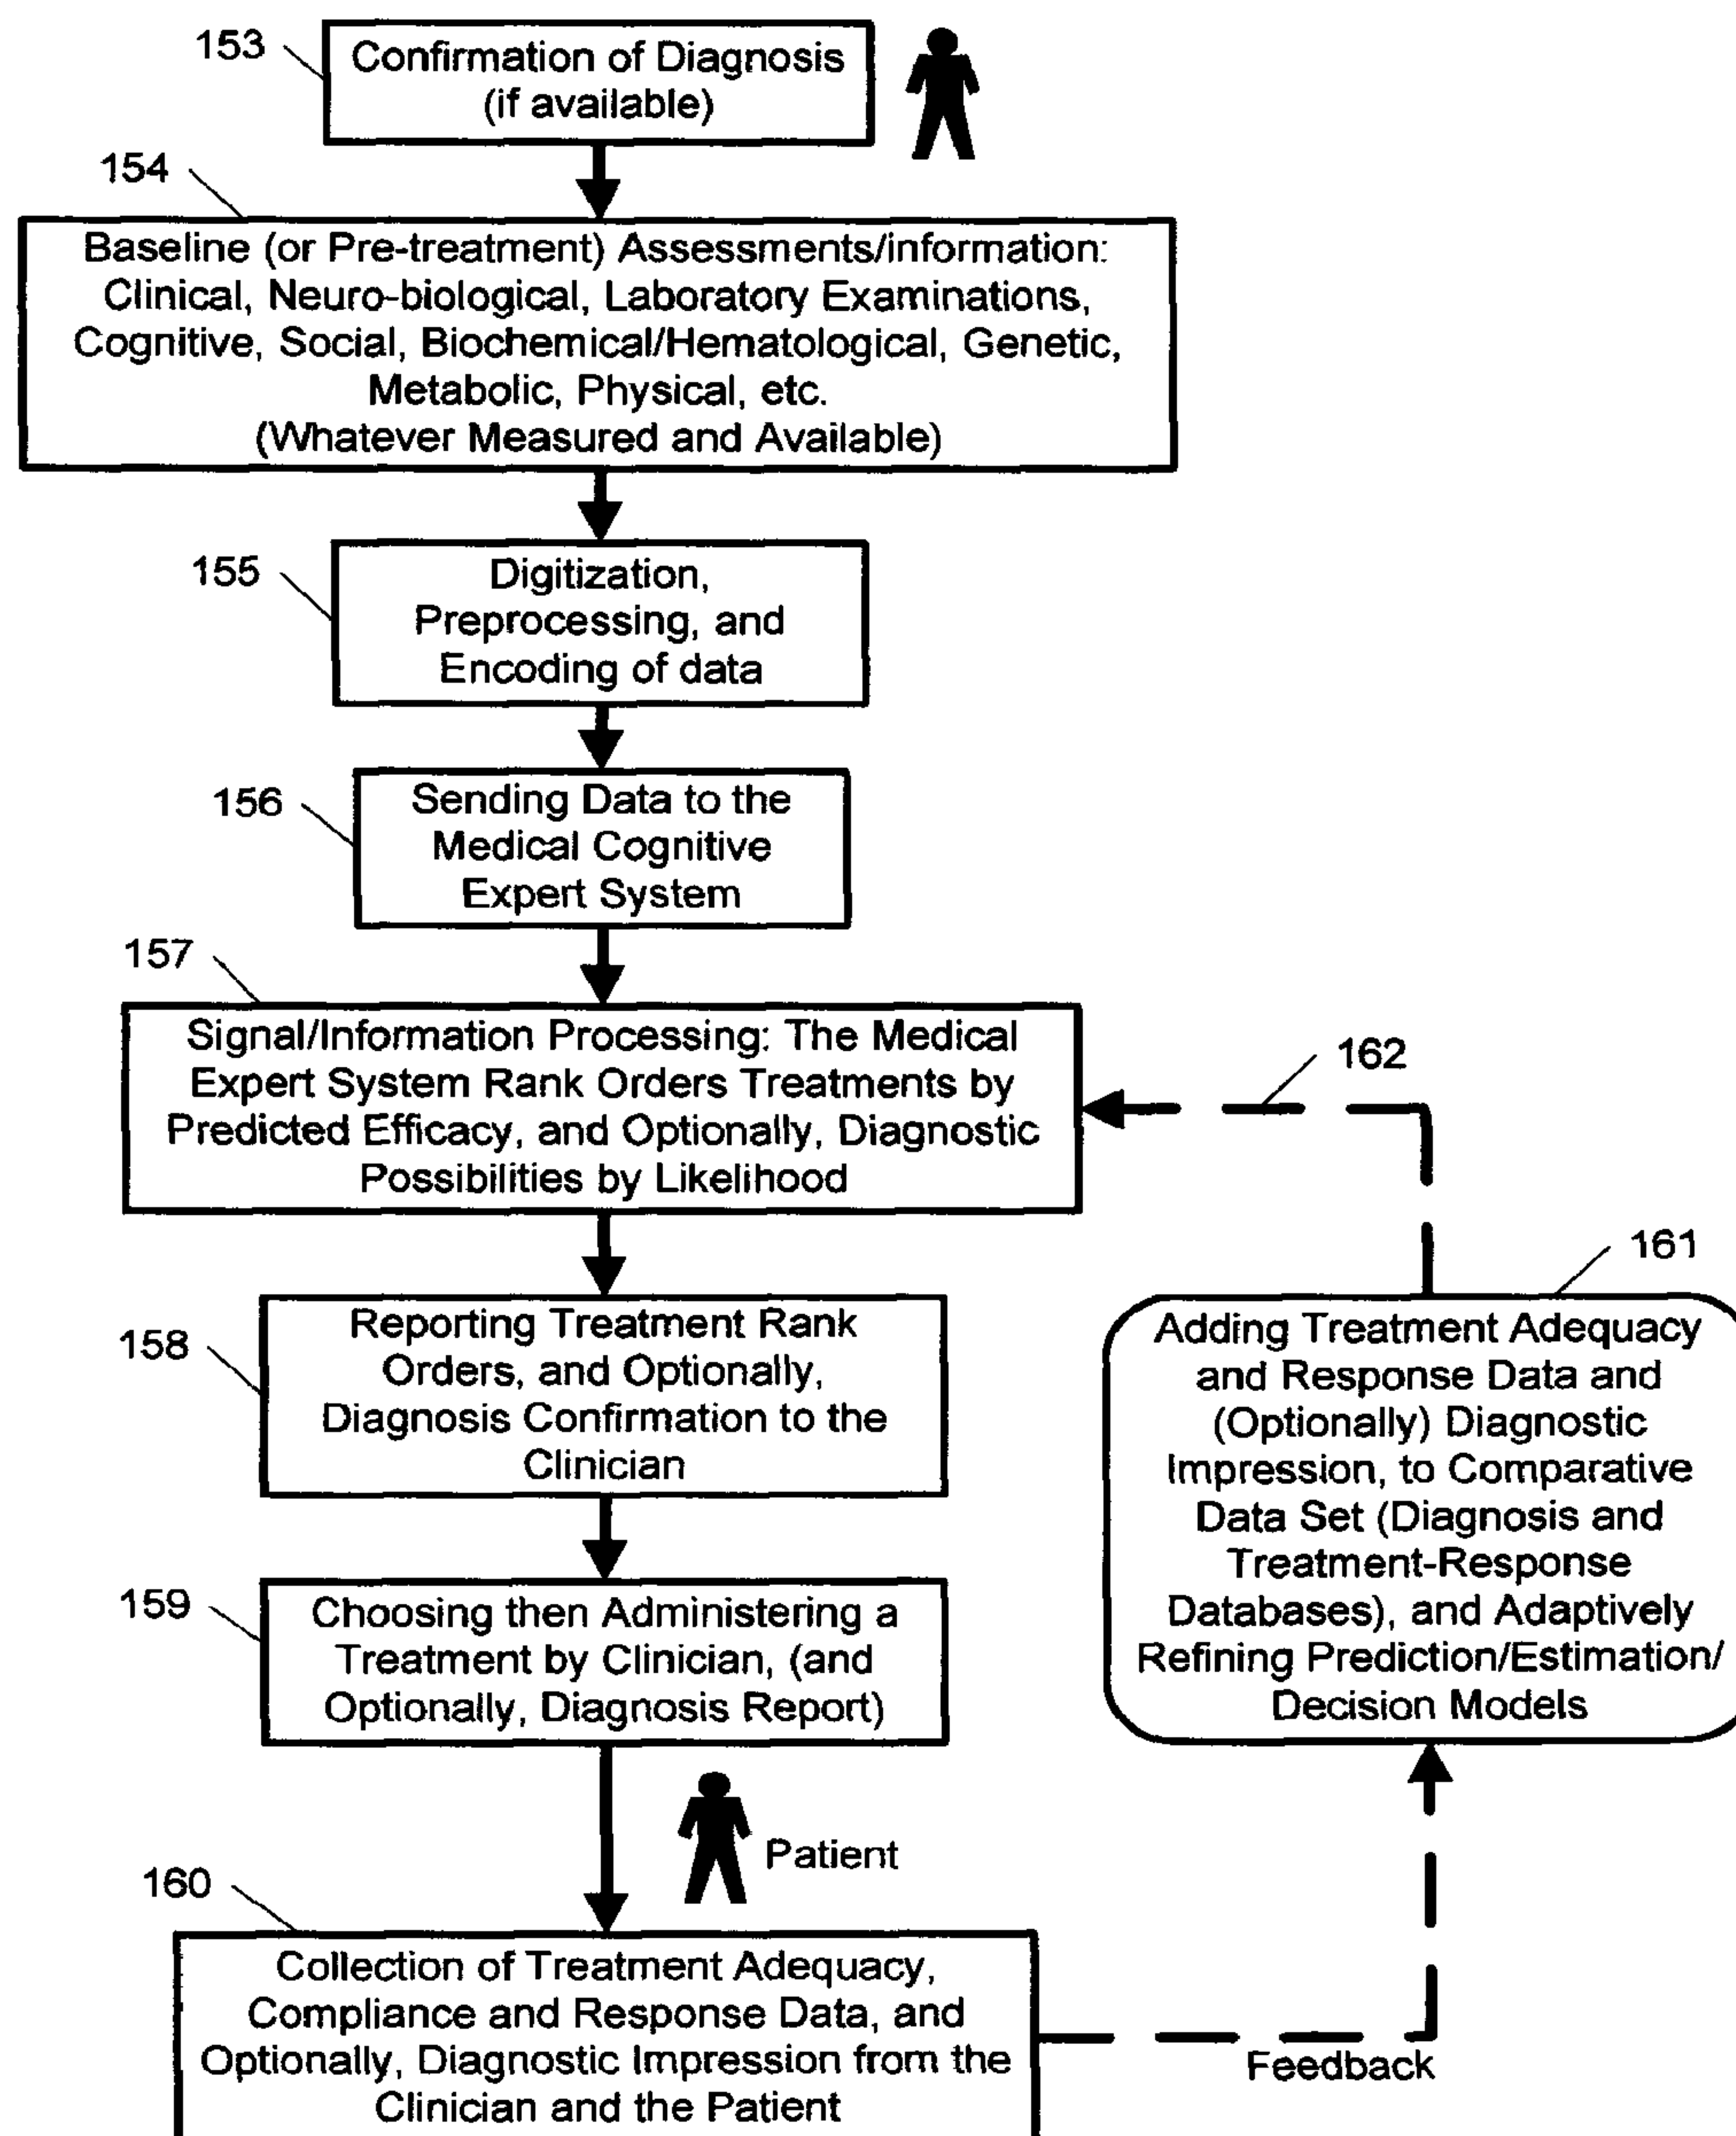 153
Confirmation of Diagnosis
(if available)
154
Baseline (or Pre-treatment) Assessments/information:
Clinical, Neuro-biological, Laboratory Examinations,
Cognitive, Social, Biochemical/Hematological, Genetic,
Metabolic, Physical, etc.
(Whatever Measured and Available)
155
Digitization,
Preprocessing, and
Encoding of data
156
Sending Data to the
Medical Cognitive
Expert System
157
Signal/Information Processing: The Medical
Expert System Rank Orders Treatments by
Predicted Efficacy, and Optionally, Diagnostic
Possibilities by Likelihood
162
158
Reporting Treatment Rank
Orders, and Optionally,
Diagnosis Confirmation to the
Clinician
161
Adding Treatment Adequacy
and Response Data and
(Optionally) Diagnostic
Impression, to Comparative
Data Set (Diagnosis and
Treatment-Response
Databases), and Adaptively
Refining Prediction/Estimation/
Decision Models
159
Choosing then Administering a
Treatment by Clinician, (and
Optionally, Diagnosis Report)
Patient
160
Collection of Treatment Adequacy,
Compliance and Response Data, and
Optionally, Diagnostic Impression from the
Clinician and the Patient
Feedback